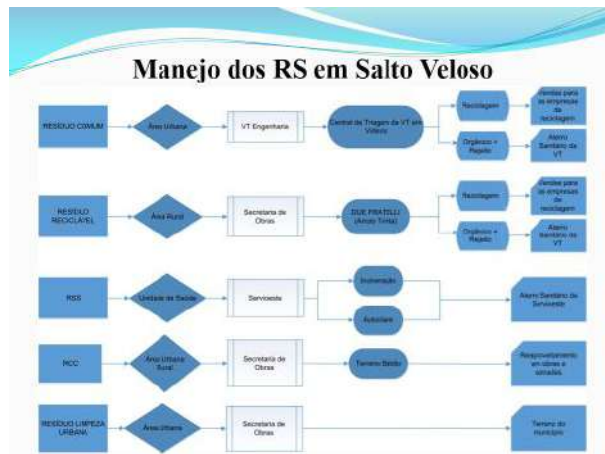 Manejo dos RS em Salto Veloso
RESÍDUO COMUM
Área Urbana
VT Engenharia
Central de Triagem da VT em
Videira
Reciclagem
Vendas para
as empresas
de
reciclagem
Orgânico +
Rejeito
Aterro
Sanitário da
VT
RESÍDUO
RECICLÁVEL
Área Rural
Secretaria de
Obras
DUE FRATELLI
(Arroio Trinta)
Reciclagem
Vendas para
as empresas
de
reciclagem
Orgânico +
Rejeito
Aterro
Sanitário da
VT
RSS
Unidade de Saúde
Servioeste
Incineração
Autoclave
Aterro Sanitário da
Servioeste
RCC
Área Urbana
Rural
Secretaria de
Obras
Terreno Baldio
Reaproveitamento
em obras e
estradas.
RESÍDUO LIMPEZA
URBANA
Área Urbana
Secretaria de
Obras
Terreno do
município